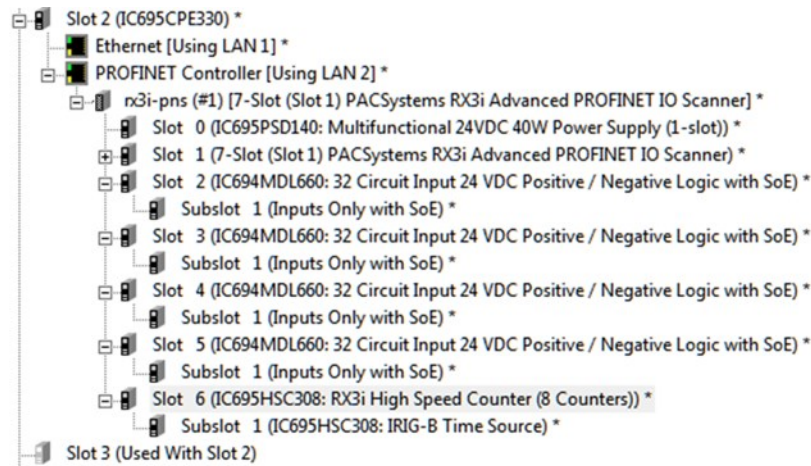 Slot 2 (IC695CPE330) *
Ethernet [Using LAN 1] *
PROFINET Controller [Using LAN 2] *
rx3i-pns (#1) [7-Slot (Slot 1) PACSystems RX3i Advanced PROFINET IO Scanner] *
Slot 0 (IC695PSD140: Multifunctional 24VDC 40W Power Supply (1-slot)) *
Slot 1 (7-Slot (Slot 1) PACSystems RX3i Advanced PROFINET IO Scanner) *
Slot 2 (IC694MDL660: 32 Circuit Input 24 VDC Positive / Negative Logic with SoE) *
Subslot 1 (Inputs Only with SoE) *
Slot 3 (IC694MDL660: 32 Circuit Input 24 VDC Positive / Negative Logic with SoE) *
Subslot 1 (Inputs Only with SoE) *
Slot 4 (IC694MDL660: 32 Circuit Input 24 VDC Positive / Negative Logic with SoE) *
Subslot 1 (Inputs Only with SoE) *
Slot 5 (IC694MDL660: 32 Circuit Input 24 VDC Positive / Negative Logic with SoE) *
Subslot 1 (Inputs Only with SoE) *
Slot 6 (IC695HSC308: RX3i High Speed Counter (8 Counters)) *
Subslot 1 (IC695HSC308: IRIG-B Time Source) *
Slot 3 (Used With Slot 2)